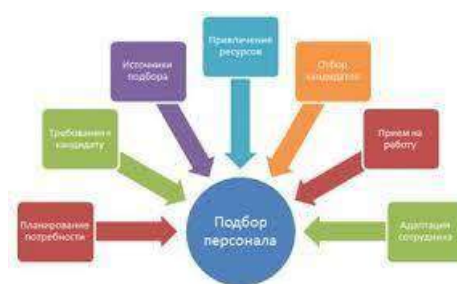 Планирование
потребности
Требования к
кандидату
Источники
подбора
Привлечение
ресурсов
Отбор
кандидатов
Прием на
работу
Адаптация
сотрудника
Подбор
персонала